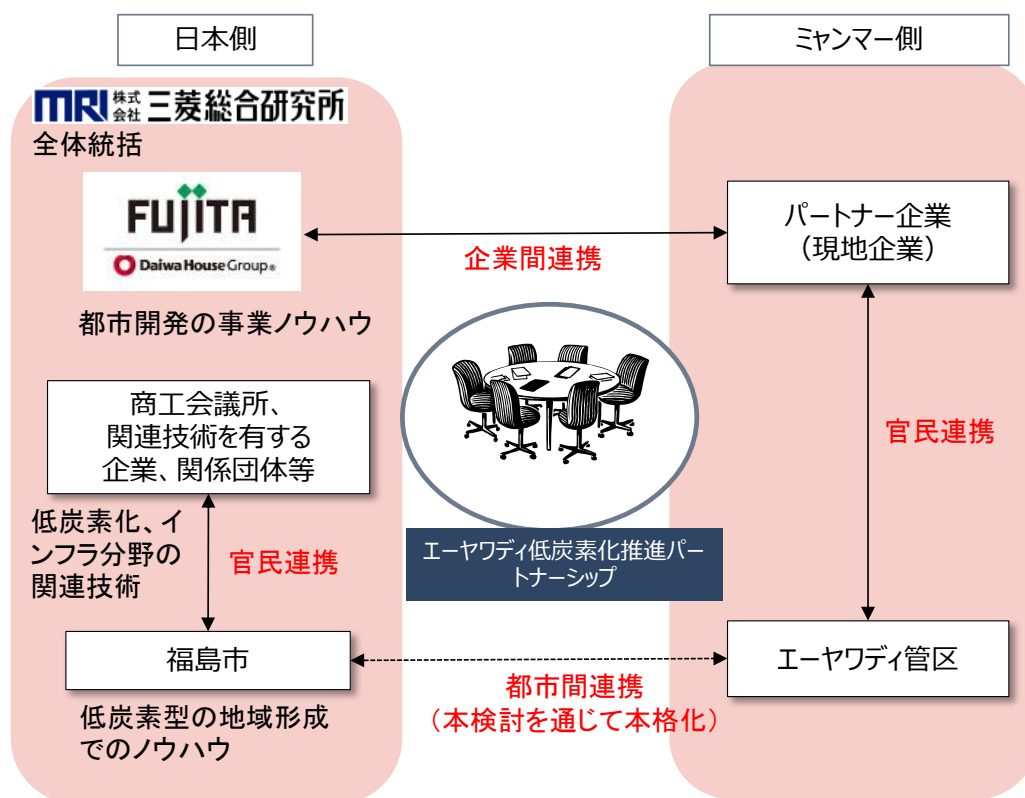 日本側
ミャンマー側
MRI 株式会社 三菱総合研究所
全体統括
FUJITA
Daiwa House Group®
都市開発の事業ノウハウ
企業間連携
パートナー企業
（現地企業）
商工会議所、
関連技術を有する
企業、関係団体等
低炭素化、イ
ンフラ分野の
関連技術
官民連携
官民連携
エーヤワディ低炭素化推進パー
トナーシップ
福島市
エーヤワディ管区
都市間連携
（本検討を通じて本格化）
低炭素型の地域形成
でのノウハウ